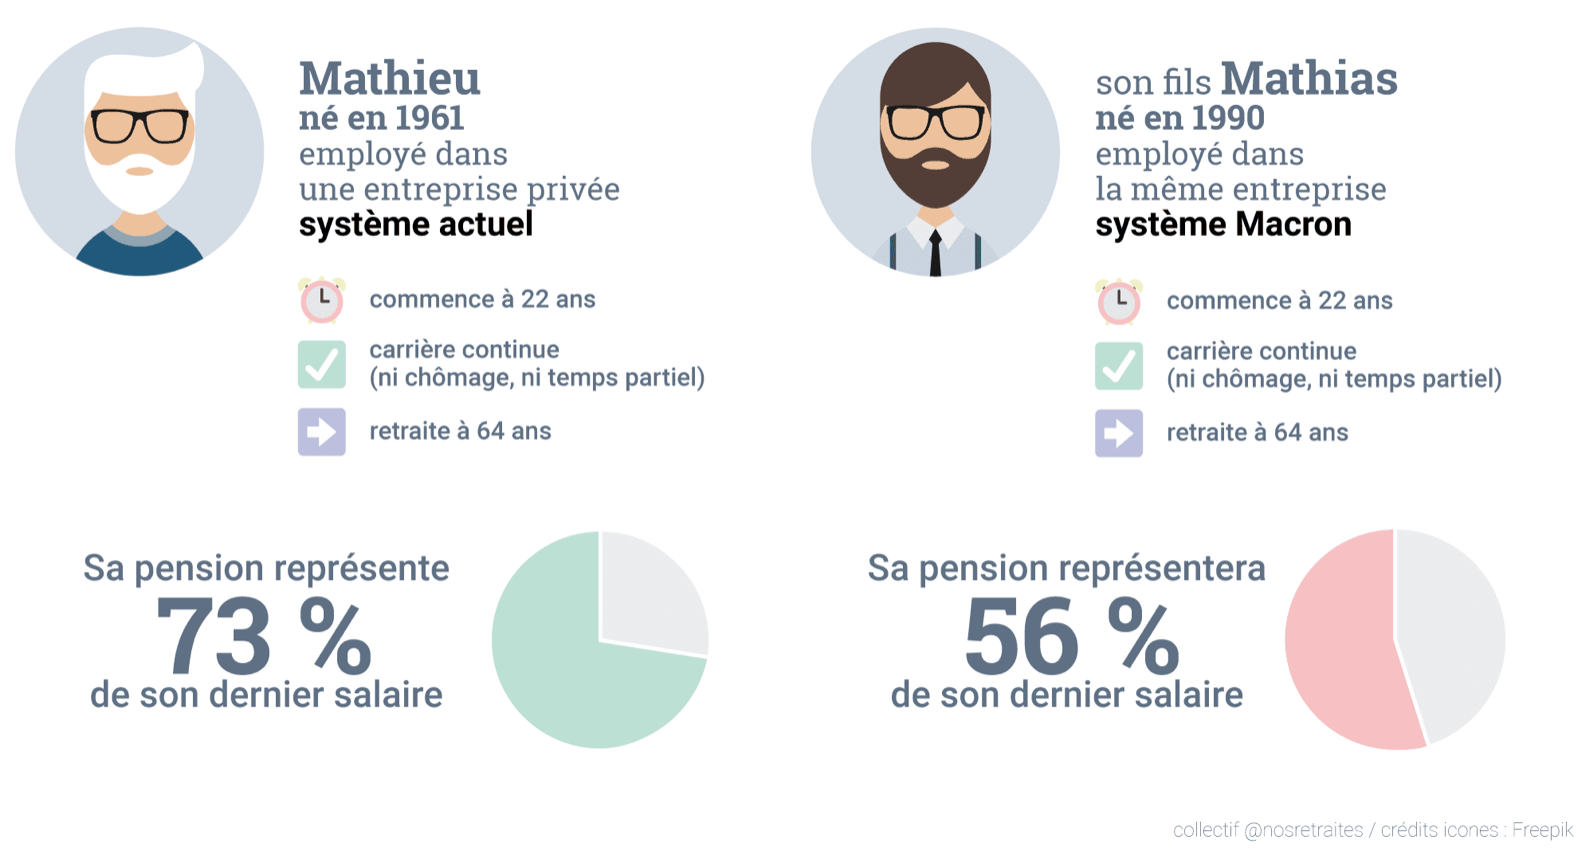 Mathieu
né en 1961
employé dans
une entreprise privée
système actuel
commence à 22 ans
carrière continue
(ni chômage, ni temps partiel)
retraite à 64 ans
Sa pension représente
73 %
de son dernier salaire
son fils Mathias
né en 1990
employé dans
la même entreprise
système Macron
commence à 22 ans
carrière continue
(ni chômage, ni temps partiel)
retraite à 64 ans
Sa pension représentera
56 %
de son dernier salaire
collectif @nosretraites / crédits icones : Freepik